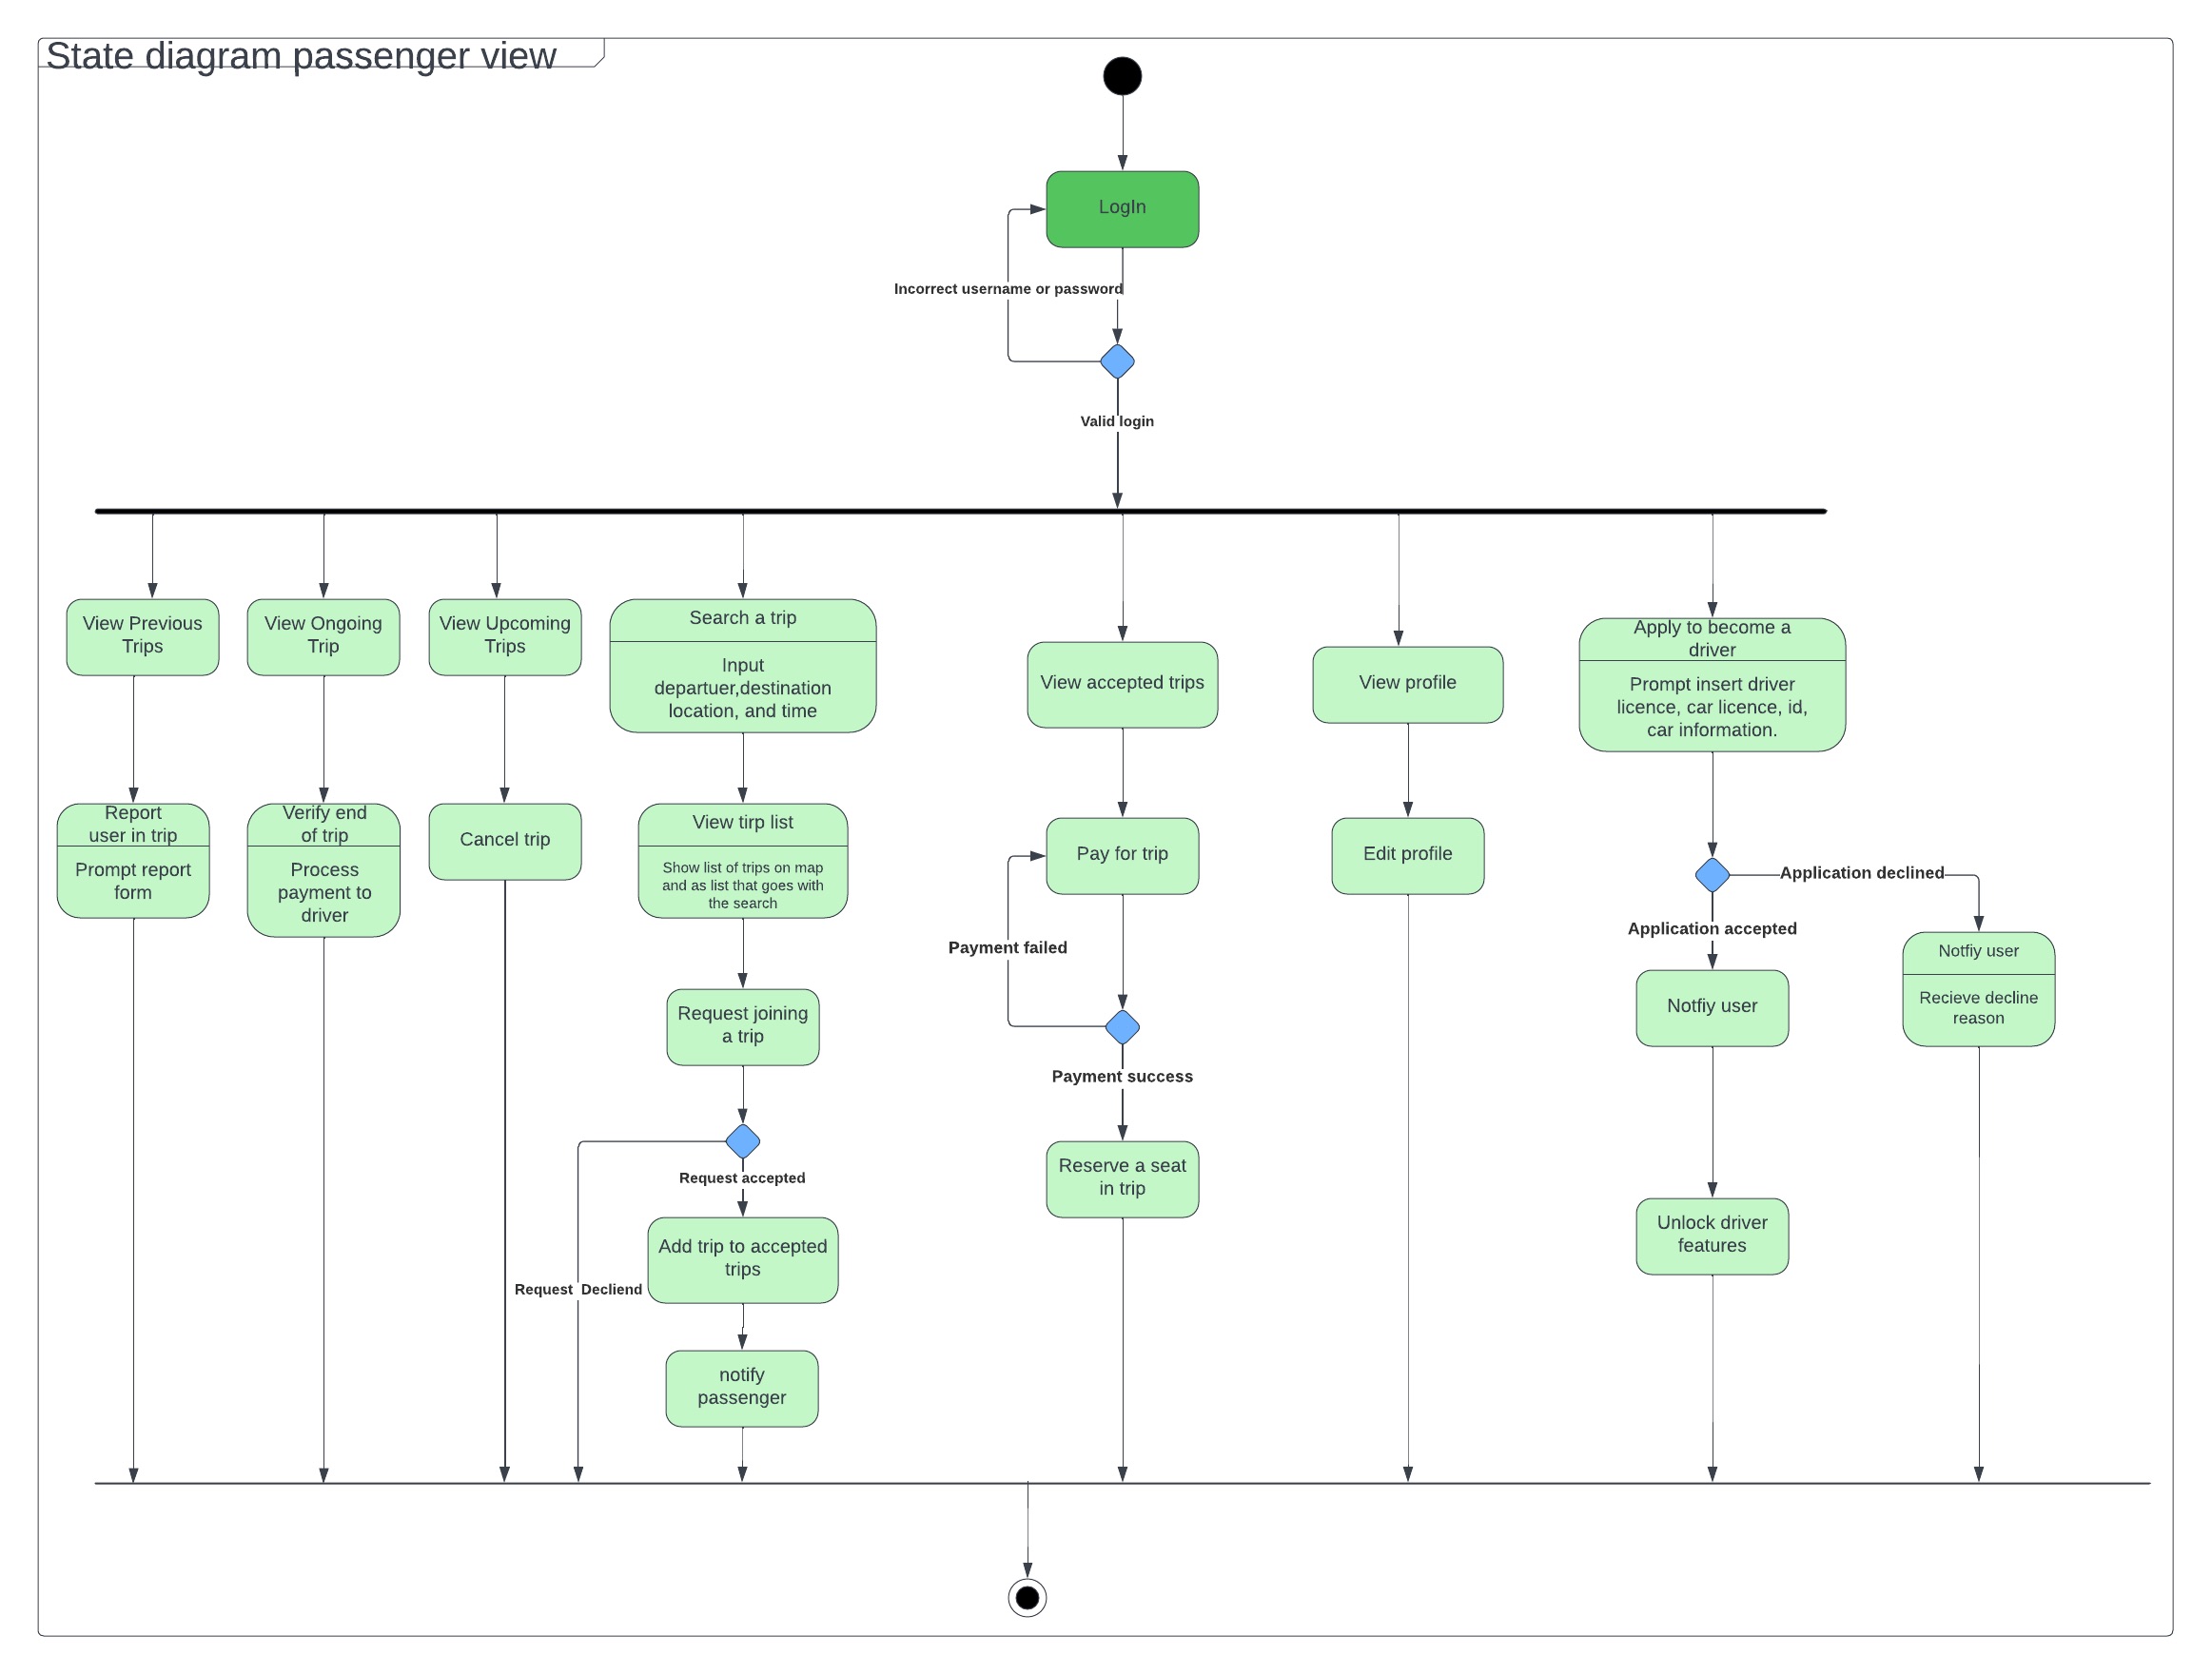 State diagram passenger view
LogIn
Incorrect username or password
Valid login
View Previous
Trips
View Ongoing
Trip
View Upcoming
Trips
Search a trip
Input
departuer,destination
location, and time
View accepted trips
View profile
Apply to become a
driver
Prompt insert driver
licence, car licence, id,
car information.
Report
user in trip
Prompt report
form
Verify end
of trip
Process
payment to
driver
Cancel trip
View tirp list
Show list of trips on map
and as list that goes with
the search
Pay for trip
Edit profile
Application declined
Application accepted
Payment failed
Notfiy user
Notfiy user
Recieve decline
reason
Request joining
a trip
Payment success
Request accepted
Reserve a seat
in trip
Unlock driver
features
Add trip to accepted
trips
Request  Decliend
notify
passenger